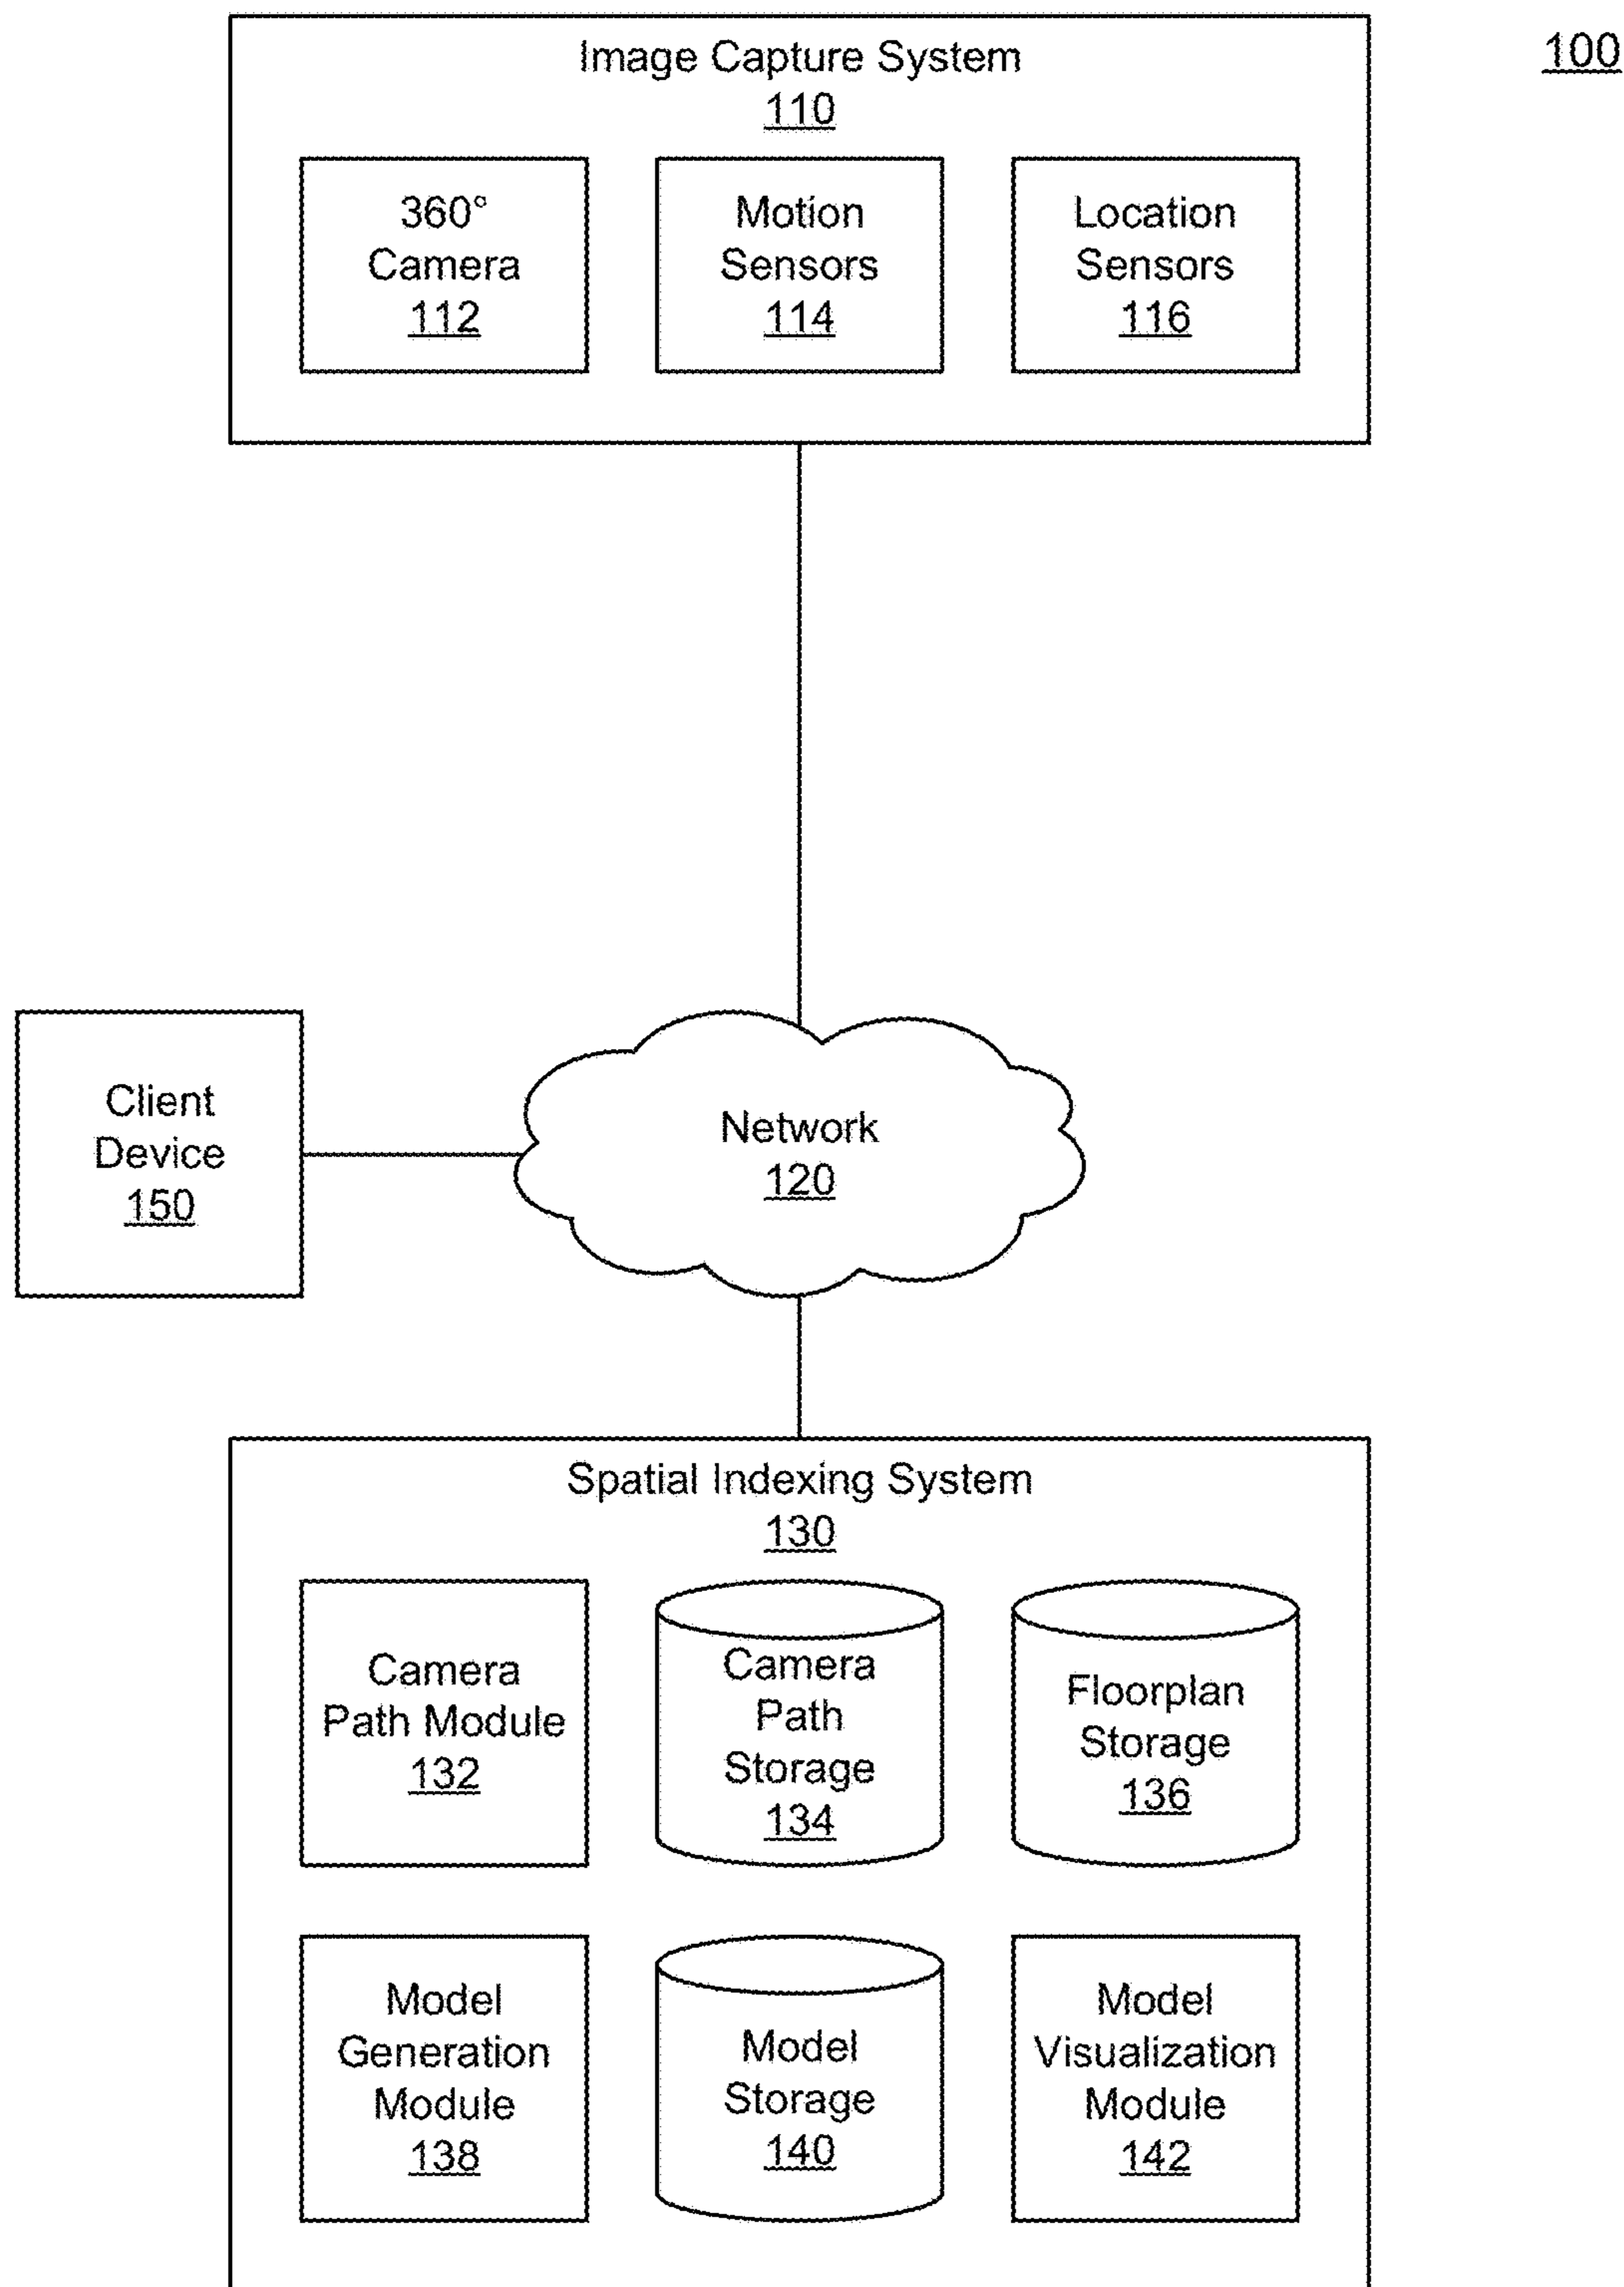 100
Image Capture System
110
360°
Camera
112
Motion
Sensors
114
Location
Sensors
116
Client
Device
150
Network
120
Spatial Indexing System
130
Camera
Path Module
132
Camera
Path
Storage
134
Floorplan
Storage
136
Model
Generation
Module
138
Model
Storage
140
Model
Visualization
Module
142